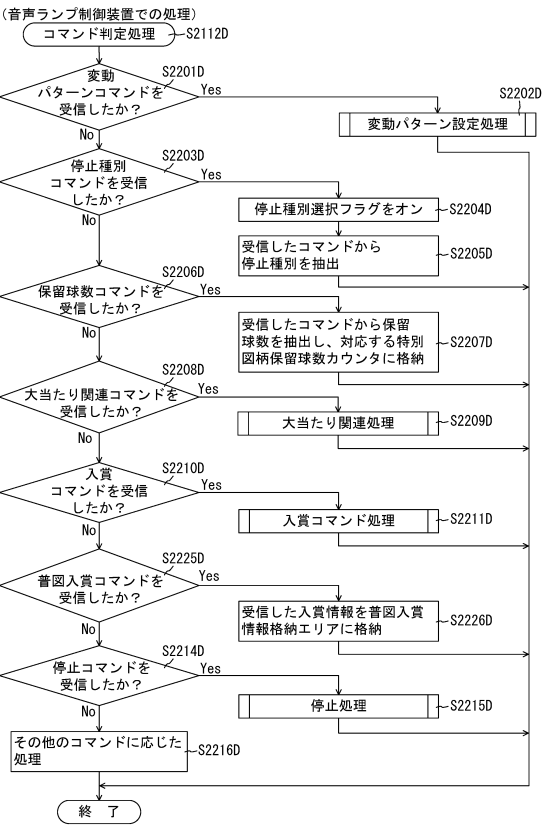 （音声ランプ制御装置での処理）
コマンド判定処理
S2112D
変動
パターンコマンドを
受信したか？
S2201D
Yes
No
変動パターン設定処理
S2202D
停止種別
コマンドを受信
したか？
S2203D
Yes
No
停止種別選択フラグをオン
S2204D
受信したコマンドから
停止種別を抽出
S2205D
保留球数コマンドを
受信したか？
S2206D
Yes
No
受信したコマンドから保留
球数を抽出し、対応する特別
図柄保留球数カウンタに格納
S2207D
大当たり関連コマンドを
受信したか？
S2208D
Yes
No
大当たり関連処理
S2209D
入賞
コマンドを受信
したか？
S2210D
Yes
No
入賞コマンド処理
S2211D
普図入賞コマンドを
受信したか？
S2225D
Yes
No
受信した入賞情報を普図入賞
情報格納エリアに格納
S2226D
停止コマンドを
受信したか？
S2214D
Yes
No
停止処理
S2215D
その他のコマンドに応じた
処理
S2216D
終　了